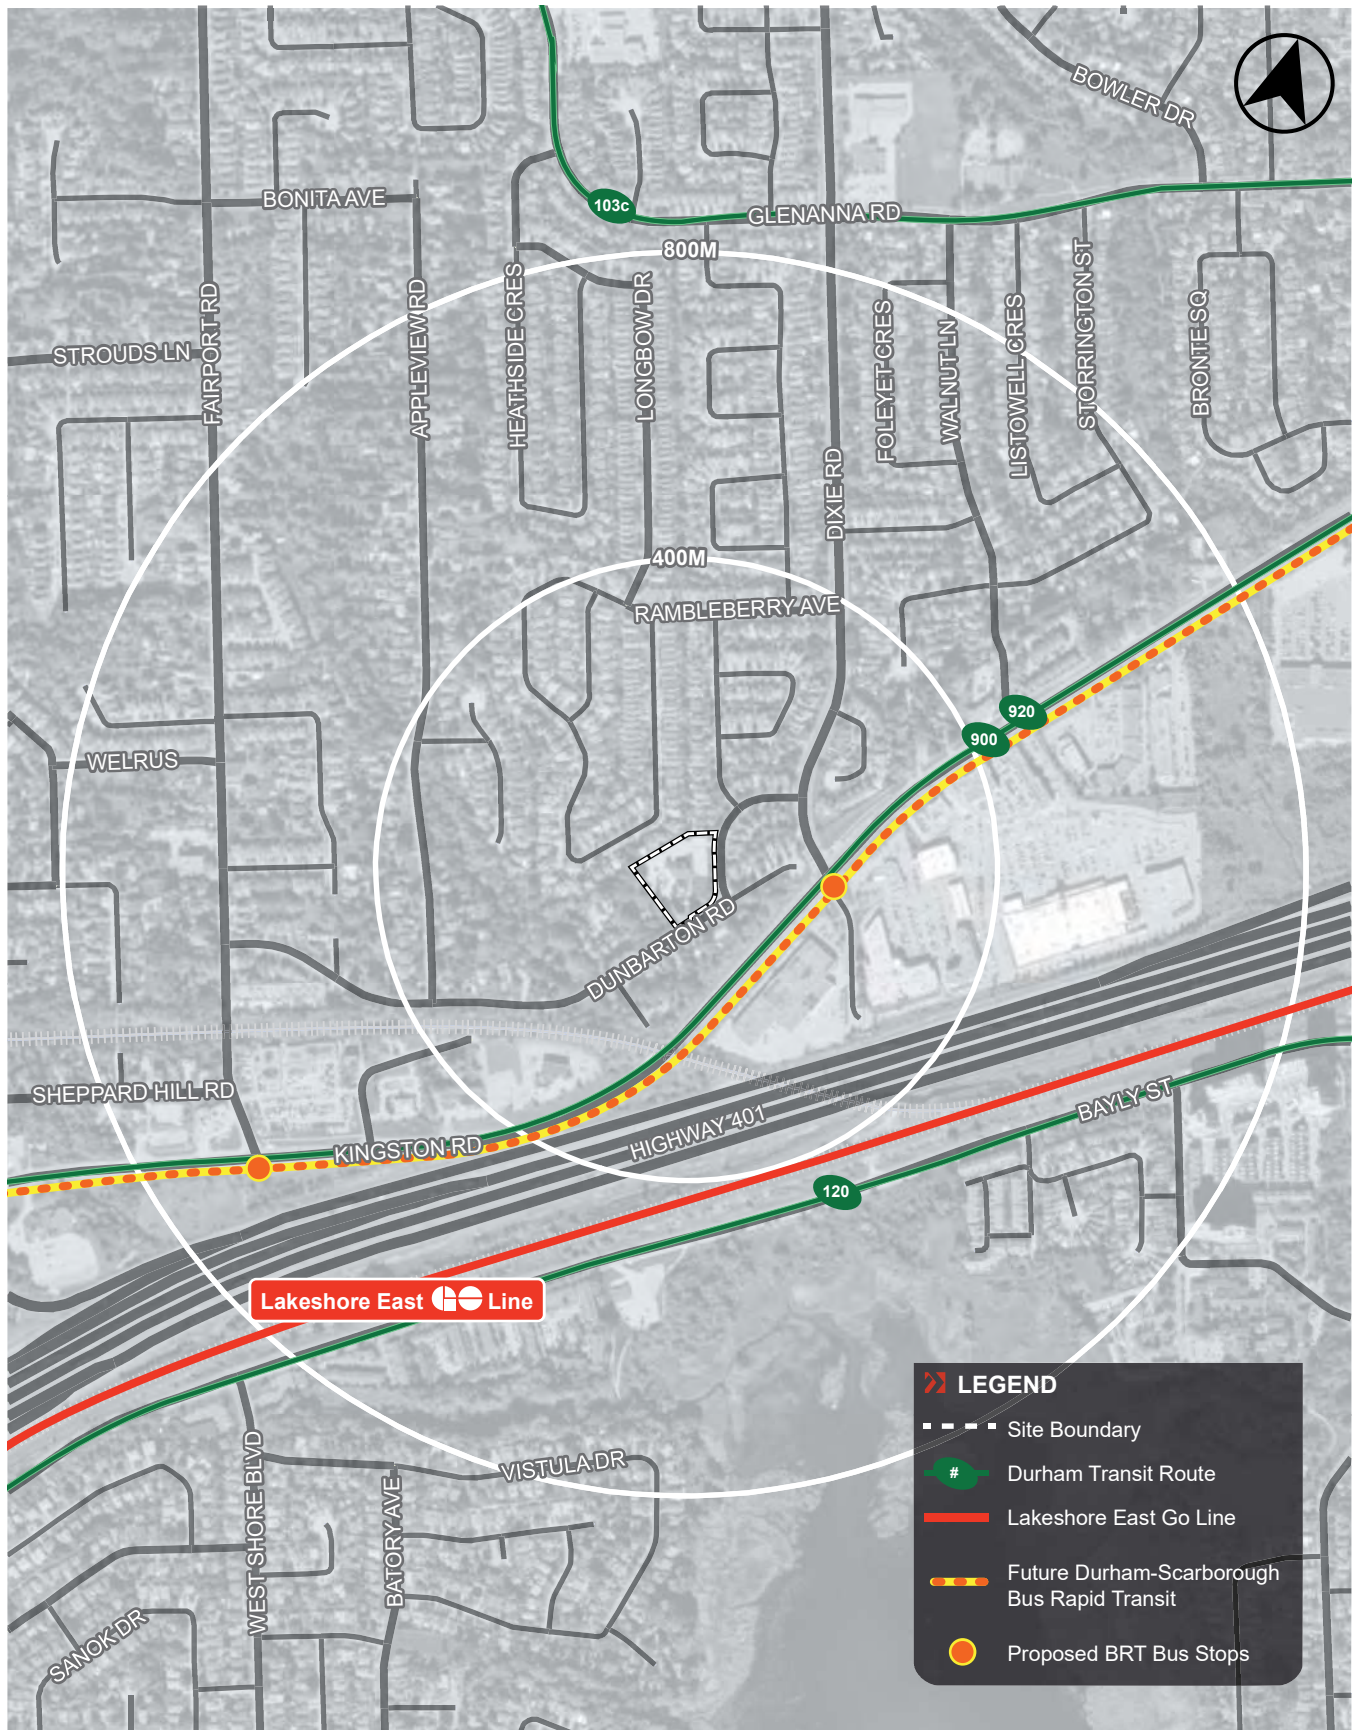 BOWLER DR
BONITA AVE
103c
GLENANNA RD
800M
FAIRPORT RD
APPLEVIEW RD
HEATHSIDE CRES
LONGBOW DR
STORRINGTON ST
STROUDS LN
FOLEYET CRES
WALNUT LN
LISTOWELL CRES
BRONTE SQ
DIXIE RD
400M
RAMBLEBERRY AVE
920
900
WELRUS
DUNBARTON RD
SHEPPARD HILL RD
KINGSTON RD
HIGHWAY 401
BAYLY ST
120
Lakeshore East GO Line
WEST SHORE BLVD
VISTULA DR
BATORY AVE
SANOK DR
LEGEND
Site Boundary
# Durham Transit Route
Lakeshore East Go Line
Future Durham-Scarborough
Bus Rapid Transit
Proposed BRT Bus Stops